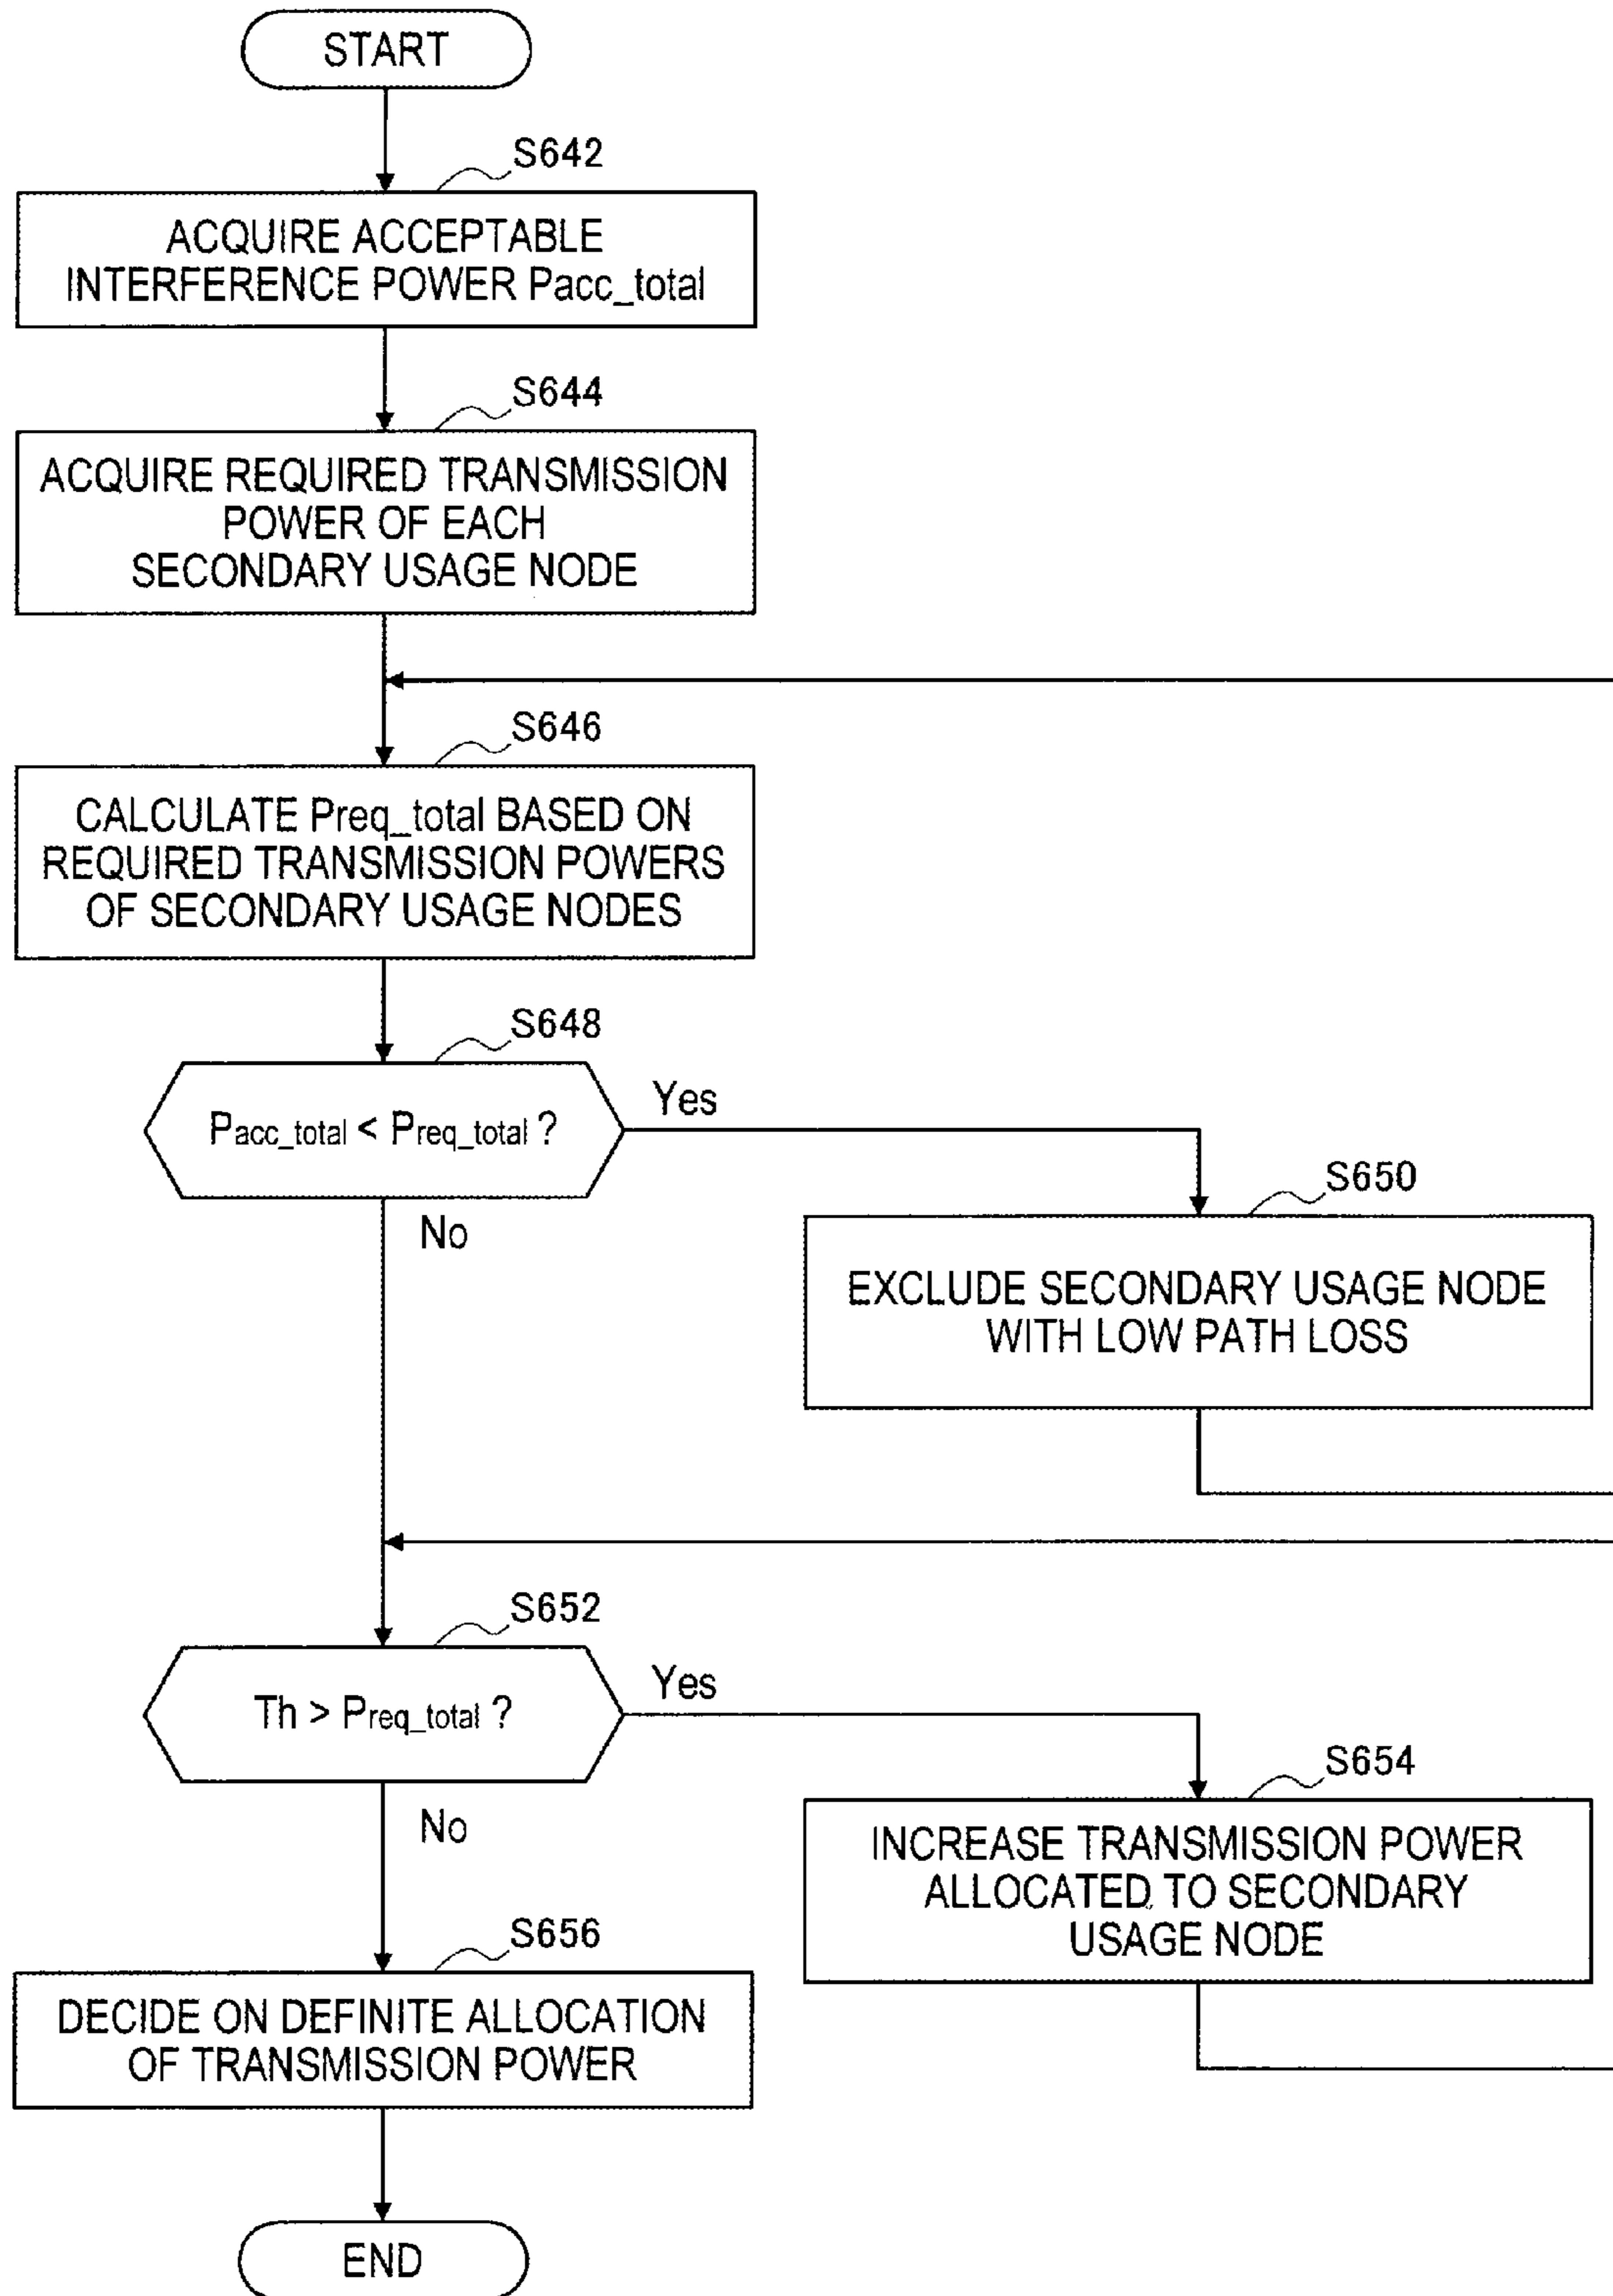 START
S642
ACQUIRE ACCEPTABLE
INTERFERENCE POWER Pacc_total
S644
ACQUIRE REQUIRED TRANSMISSION
POWER OF EACH
SECONDARY USAGE NODE
S646
CALCULATE Preq_total BASED ON
REQUIRED TRANSMISSION POWERS
OF SECONDARY USAGE NODES
S648
Pacc_total < Preq_total ?
Yes
No
S650
EXCLUDE SECONDARY USAGE NODE
WITH LOW PATH LOSS
S652
Th > Preq_total ?
Yes
No
S654
INCREASE TRANSMISSION POWER
ALLOCATED TO SECONDARY
USAGE NODE
S656
DECIDE ON DEFINITE ALLOCATION
OF TRANSMISSION POWER
END